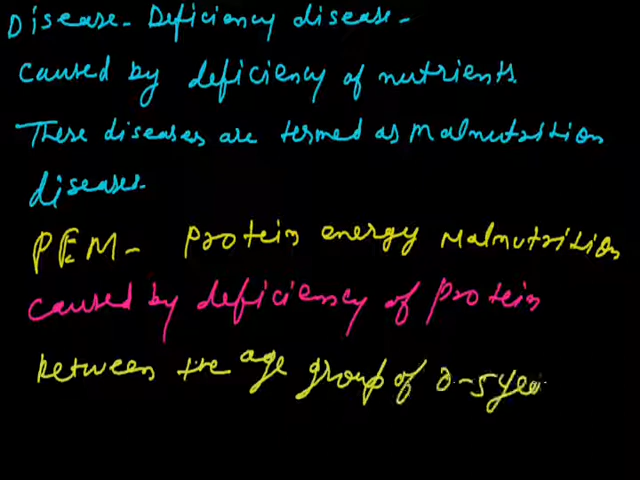 Disease - Deficiency disease -
Caused by deficiency of nutrients.
These diseases are termed as Malnutrition
diseases.
PEM - Protein energy Malnutrition
Caused by deficiency of Protein
between the age group of 0-5 yea